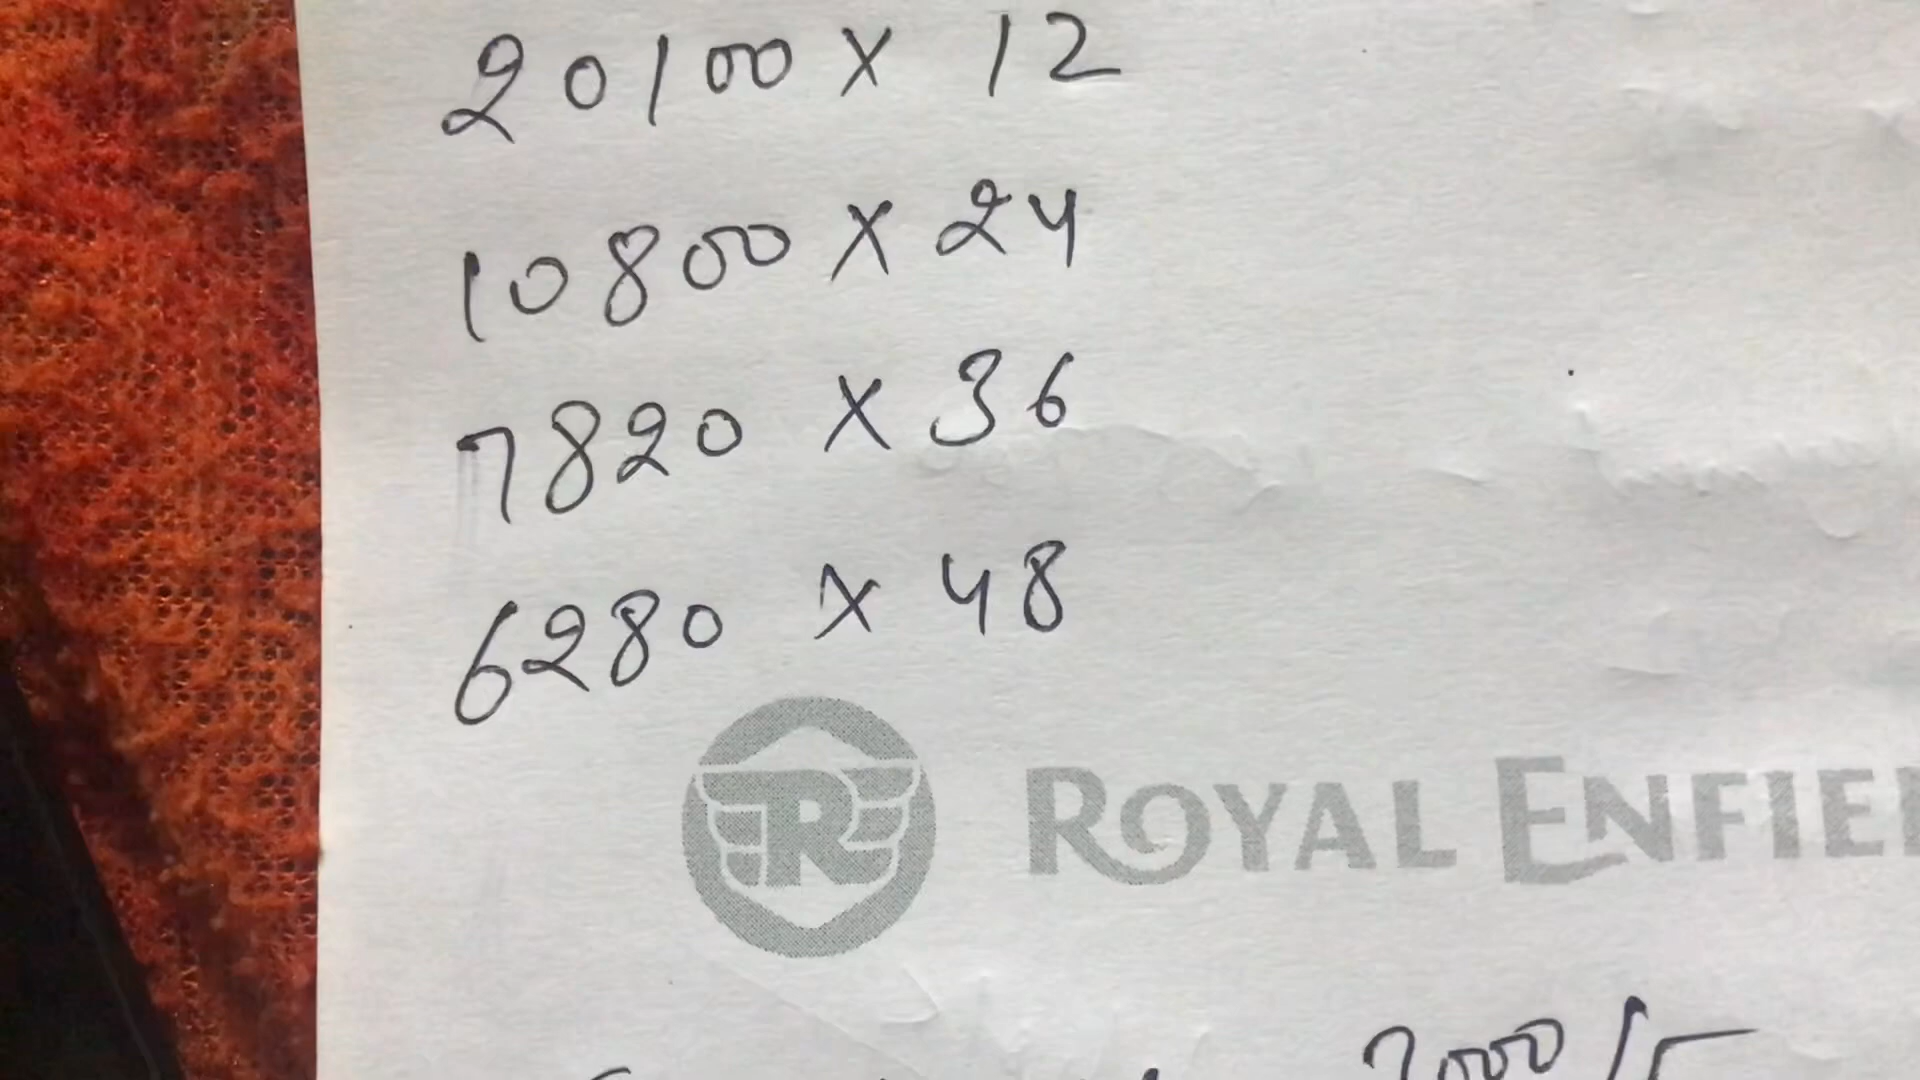 20100 X 12
10800 X 24
7820 X 36
6280 X 48
ROYAL ENFIEL